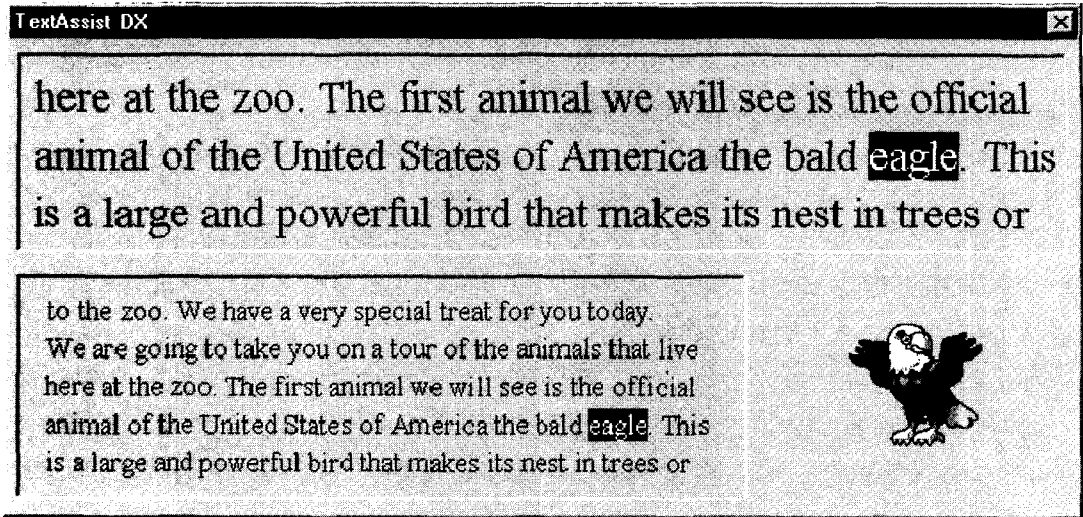 TextAssist DX
here at the zoo. The first animal we will see is the official
animal of the United States of America the bald eagle. This
is a large and powerful bird that makes its nest in trees or
to the zoo. We have a very special treat for you today.
We are going to take you on a tour of the animals that live
here at the zoo. The first animal we will see is the official
animal of the United States of America the bald eagle. This
is a large and powerful bird that makes its nest in trees or